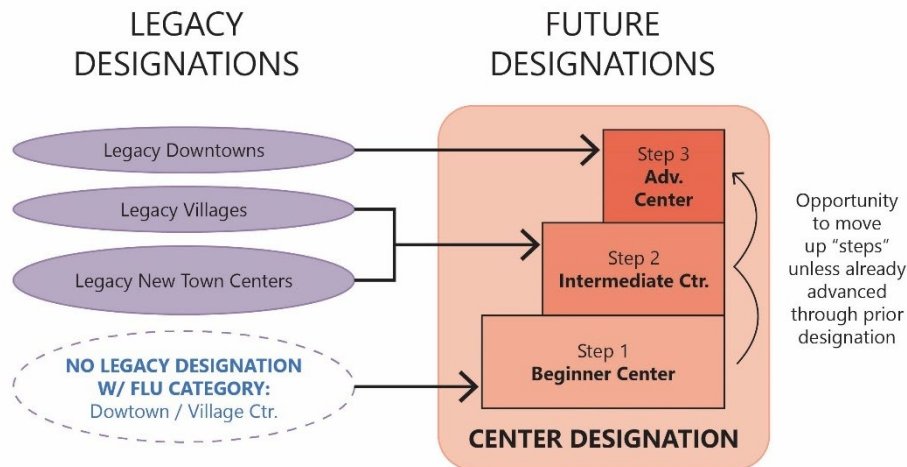 LEGACY
DESIGNATIONS
FUTURE
DESIGNATIONS
Legacy Downtowns
Legacy Villages
Legacy New Town Centers
NO LEGACY DESIGNATION
W/ FLU CATEGORY:
Dowtown / Village Ctr.
Step 3
Adv.
Center
Step 2
Intermediate Ctr.
Step 1
Beginner Center
CENTER DESIGNATION
Opportunity
to move
up “steps”
unless already
advanced
through prior
designation